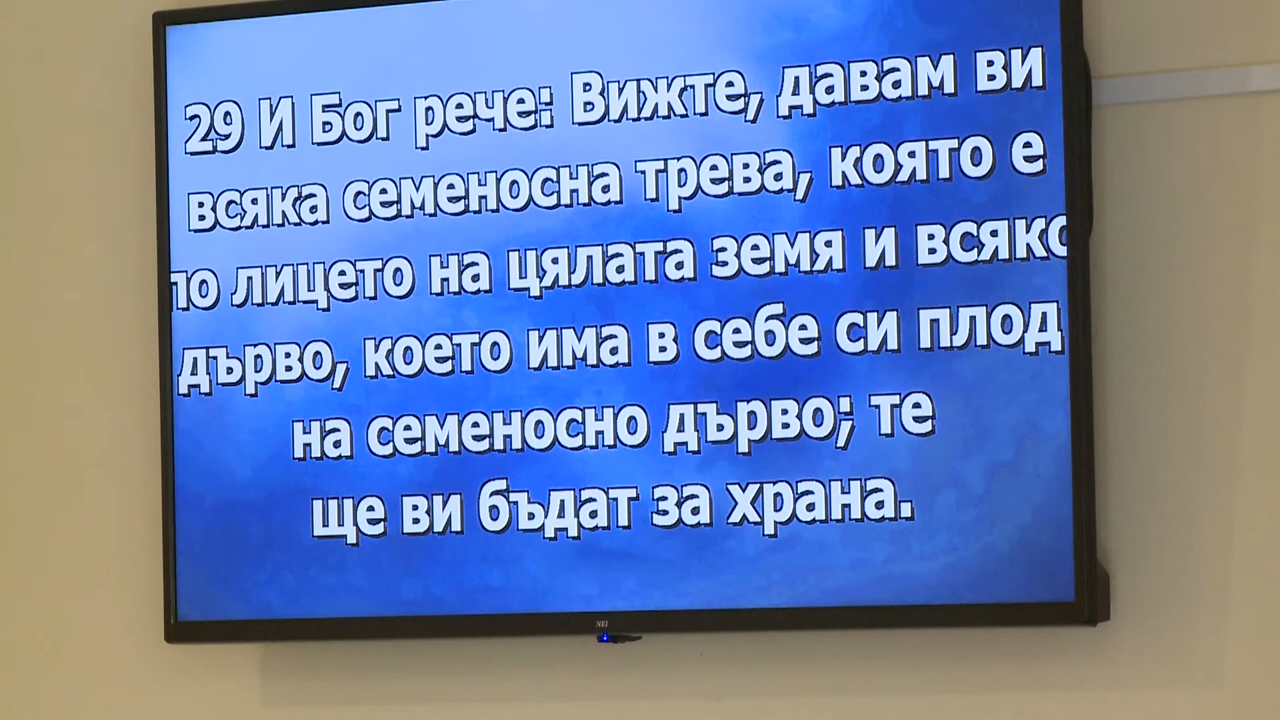 29 И Бог рече: Вижте, давам ви
всяка семеносна трева, която е
по лицето на цялата земя и всяко
дърво, което има в себе си плод
на семеносно дърво; те
ще ви бъдат за храна.
NEI